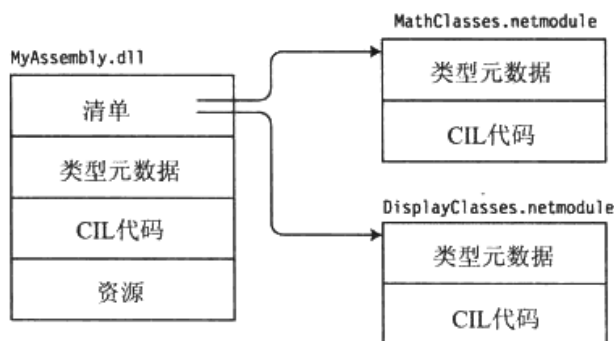 MyAssembly.dll
清单
类型元数据
CIL代码
资源
MathClasses.netmodule
类型元数据
CIL代码
DisplayClasses.netmodule
类型元数据
CIL代码